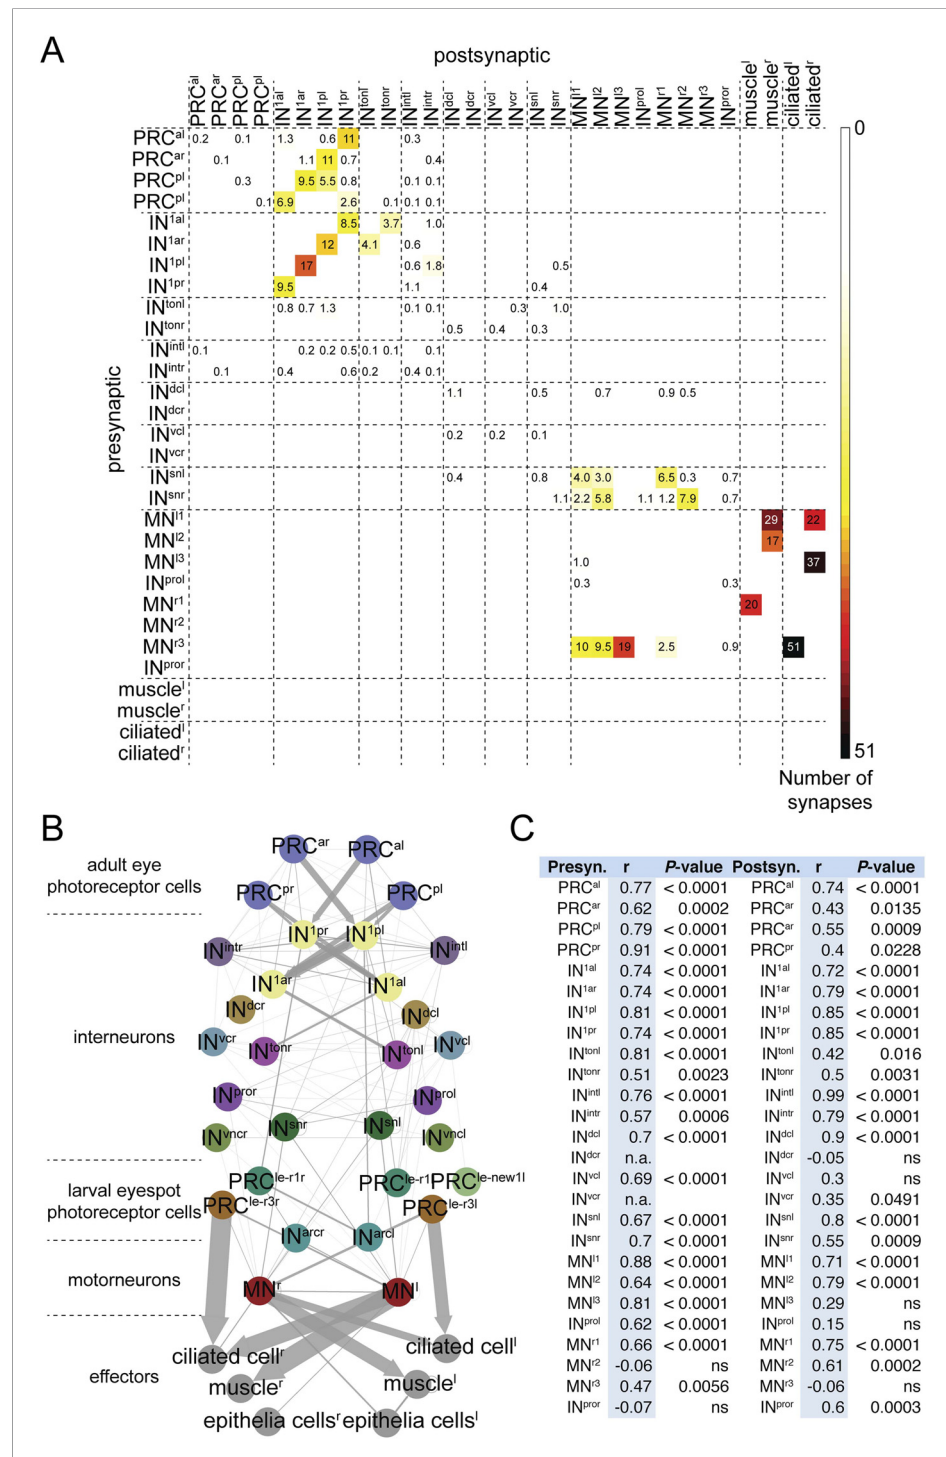 A
postsynaptic
PRCal PRCar PRCpl PRCpl IN1al IN1ar IN1pl IN1pr INtonl INtonr INintl INintr INdcl INdcr INvcl INvcr INsnl INsnr MNl1 MNl2 MNl3 INprol MNr1 MNr2 MNr3 INpror musclel muscler ciliatedl ciliatedr
presynaptic
PRCal 0.2 0.1 1.3 0.6 11 0.3
PRCar 0.1 1.1 11 0.7 0.4
PRCpl 0.3 9.5 5.5 0.8 0.1 0.1
PRCpl 0.1 6.9 2.6 0.1 0.1 0.1
IN1al 8.5 3.7 1.0
IN1ar 12 4.1 0.6
IN1pl 17 0.6 1.8 0.5
IN1pr 9.5 1.1 0.4
INtonl 0.8 0.7 1.3 0.1 0.1 0.3 1.0
INtonr 0.5 0.4 0.3
INintl 0.1 0.2 0.2 0.5 0.1 0.1 0.1
INintr 0.1 0.4 0.6 0.2 0.4 0.1
INdcl 1.1 0.5 0.7 0.9 0.5
INdcr
INvcl 0.2 0.2 0.1
INvcr
INsnl 0.4 0.8 4.0 3.0 6.5 0.3 0.7
INsnr 1.1 2.2 5.8 1.1 1.2 7.9 0.7
MNl1 29 22
MNl2 17
MNl3 1.0 37
INprol 0.3 0.3
MNr1 20
MNr2
MNr3 10 9.5 19 2.5 0.9 51
INpror
musclel
muscler
ciliatedl
ciliatedr
0
51
Number of
synapses
B
adult eye
photoreceptor cells
interneurons
larval eyespot
photoreceptor cells
motorneurons
effectors
PRCar PRCal
PRCpr PRCpl
IN1pr IN1pl
INintr INintl
IN1ar IN1al
INdcr INdcl
INvcr INtonr INtonl INvcl
INpror INprol
INvncr INsnr INsnl INvncl
PRCle-r1r PRCle-r1l PRCle-new1l
PRCle-r3r PRCle-r3l
INarcr INarcl
MNr MNl
ciliated cellr ciliated celll
muscler musclel
epithelia cellsr epithelia cellsl
C
Presyn. r P-value Postsyn. r P-value
PRCal 0.77 < 0.0001 PRCal 0.74 < 0.0001
PRCar 0.62 0.0002 PRCar 0.43 0.0135
PRCpl 0.79 < 0.0001 PRCar 0.55 0.0009
PRCpr 0.91 < 0.0001 PRCpr 0.4 0.0228
IN1al 0.74 < 0.0001 IN1al 0.72 < 0.0001
IN1ar 0.74 < 0.0001 IN1ar 0.79 < 0.0001
IN1pl 0.81 < 0.0001 IN1pl 0.85 < 0.0001
IN1pr 0.74 < 0.0001 IN1pr 0.85 < 0.0001
INtonl 0.81 < 0.0001 INtonl 0.42 0.016
INtonr 0.51 0.0023 INtonr 0.5 0.0031
INintl 0.76 < 0.0001 INintl 0.99 < 0.0001
INintr 0.57 0.0006 INintr 0.79 < 0.0001
INdcl 0.7 < 0.0001 INdcl 0.9 < 0.0001
INdcr n.a. INdcr -0.05 ns
INvcl 0.69 < 0.0001 INvcl 0.3 ns
INvcr n.a. INvcr 0.35 0.0491
INsnl 0.67 < 0.0001 INsnl 0.8 < 0.0001
INsnr 0.7 < 0.0001 INsnr 0.55 0.0009
MNl1 0.88 < 0.0001 MNl1 0.71 < 0.0001
MNl2 0.64 < 0.0001 MNl2 0.79 < 0.0001
MNl3 0.81 < 0.0001 MNl3 0.29 ns
INprol 0.62 < 0.0001 INprol 0.15 ns
MNr1 0.66 < 0.0001 MNr1 0.75 < 0.0001
MNr2 -0.06 ns MNr2 0.61 0.0002
MNr3 0.47 0.0056 MNr3 -0.06 ns
INpror -0.07 ns INpror 0.6 0.0003